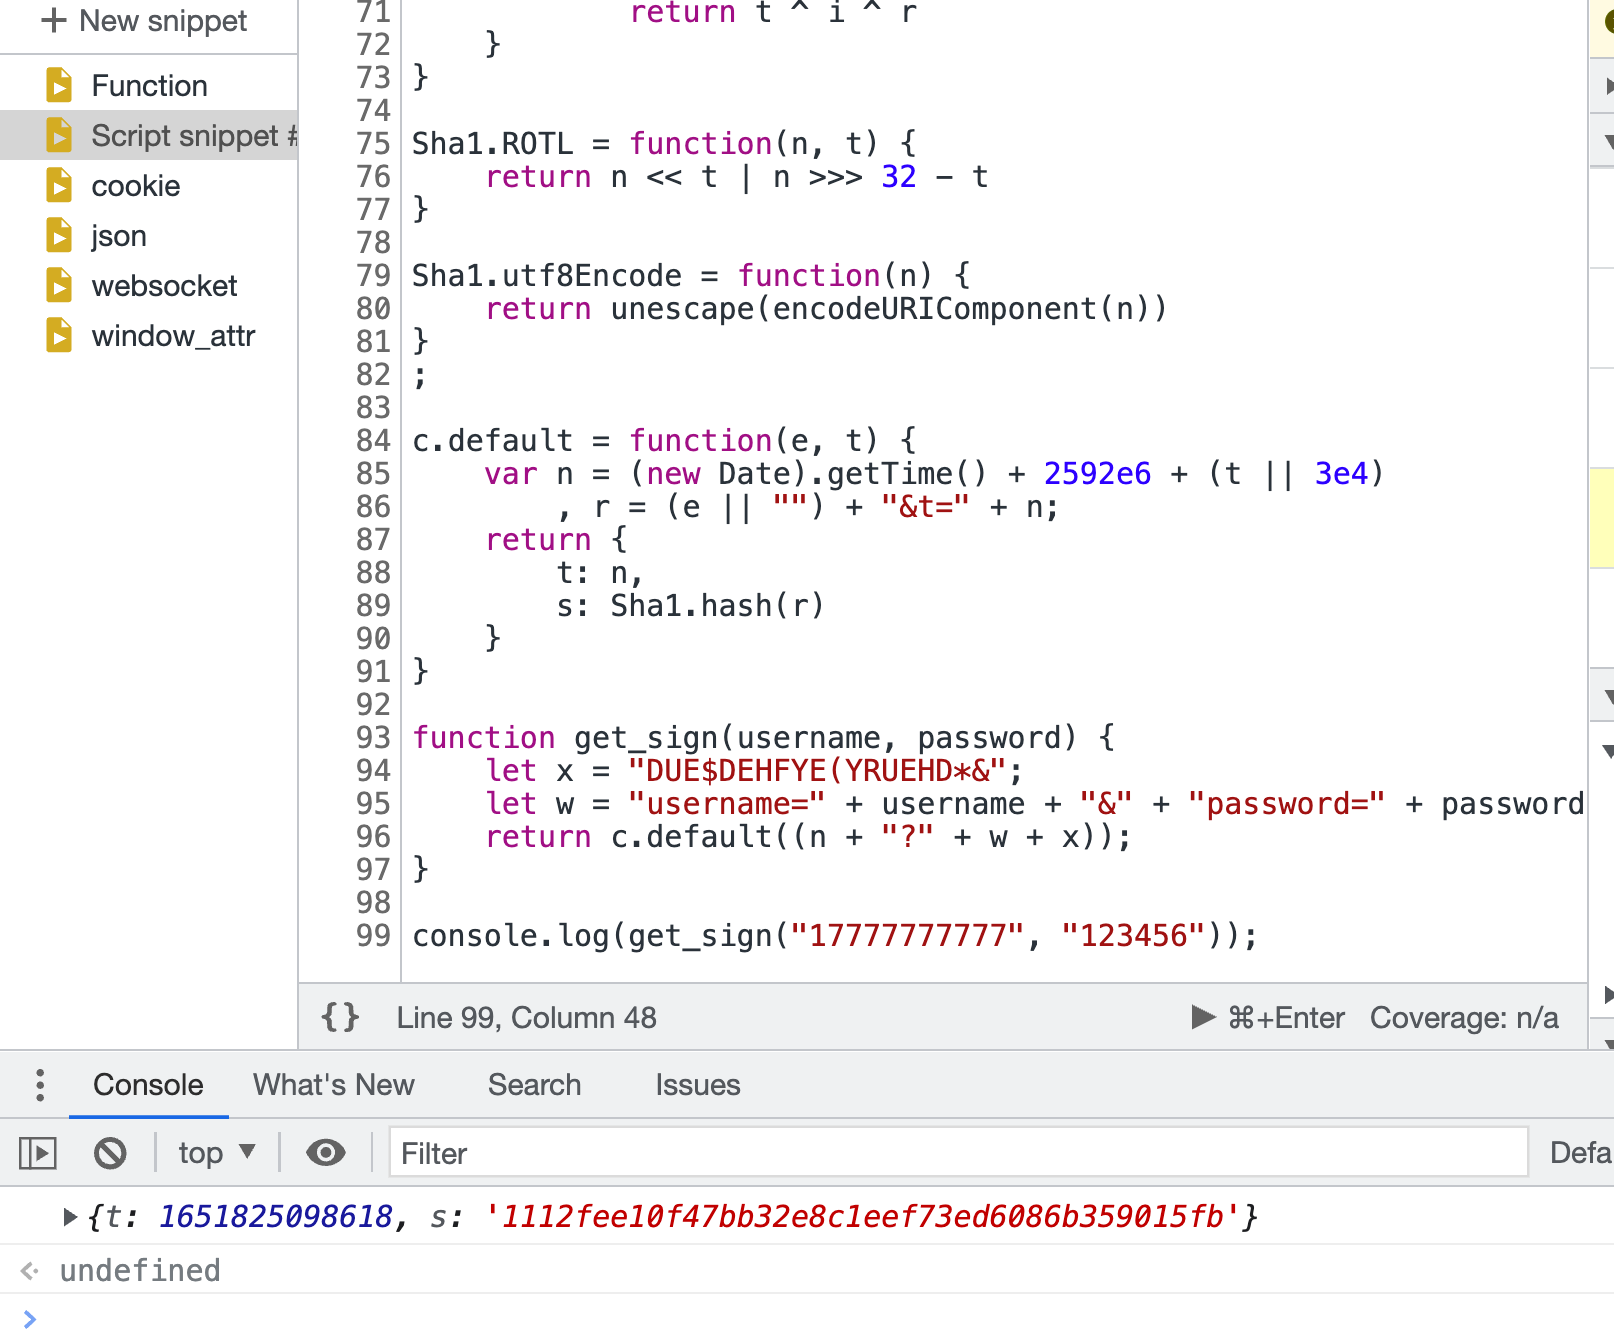 + New snippet
Function
Script snippet #
cookie
json
websocket
window_attr
71 return t ^ i ^ r
72 }
73 }
74
75 Sha1.ROTL = function(n, t) {
76 return n << t | n >>> 32 - t
77 }
78
79 Sha1.utf8Encode = function(n) {
80 return unescape(encodeURIComponent(n))
81 }
82 ;
83
84 c.default = function(e, t) {
85 var n = (new Date).getTime() + 2592e6 + (t || 3e4)
86 , r = (e || "") + "&t=" + n;
87 return {
88 t: n,
89 s: Sha1.hash(r)
90 }
91 }
92
93 function get_sign(username, password) {
94 let x = "DUE$DEHFYE(YRUEHD*&";
95 let w = "username=" + username + "&" + "password=" + password
96 return c.default((n + "?" + w + x));
97 }
98
99 console.log(get_sign("17777777777", "123456"));
{} Line 99, Column 48 ▶ ⌘+Enter Coverage: n/a
Console What's New Search Issues
top ▼ Filter Defa
▶{t: 1651825098618, s: '1112fee10f47bb32e8c1eef73ed6086b359015fb'}
undefined